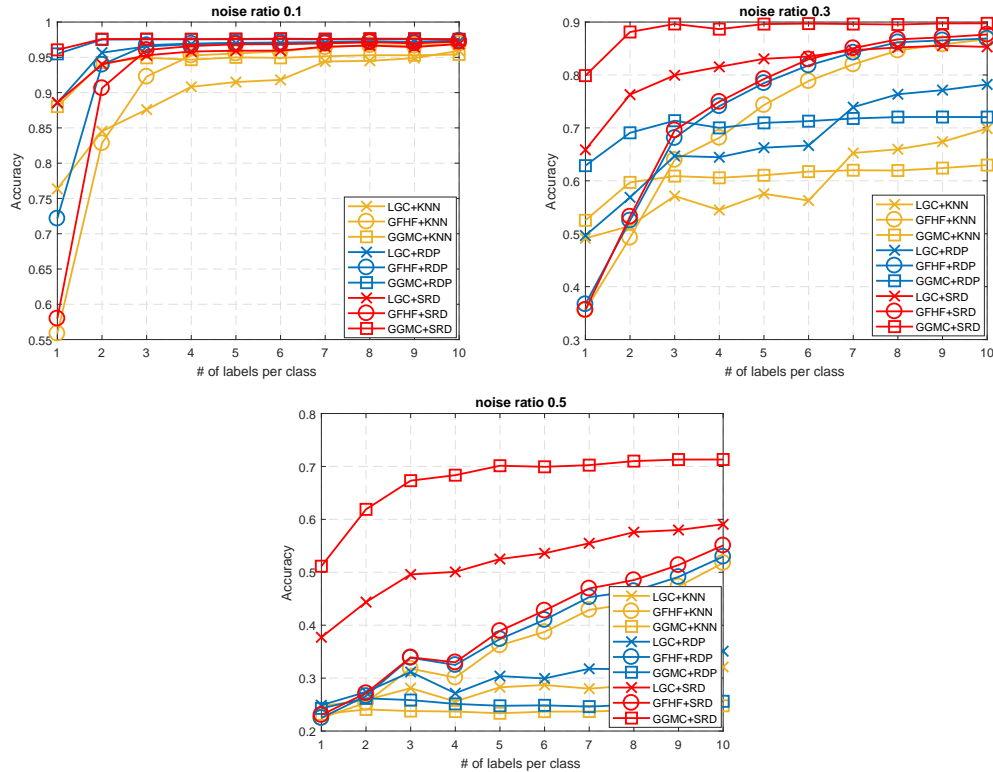 noise ratio 0.1
Accuracy
1
0.95
0.9
0.85
0.8
0.75
0.7
0.65
0.6
0.55
1 2 3 4 5 6 7 8 9 10
# of labels per class
LGC+KNN
GFHF+KNN
GGMC+KNN
LGC+RDP
GFHF+RDP
GGMC+RDP
LGC+SRD
GFHF+SRD
GGMC+SRD
noise ratio 0.3
Accuracy
0.9
0.8
0.7
0.6
0.5
0.4
0.3
1 2 3 4 5 6 7 8 9 10
# of labels per class
LGC+KNN
GFHF+KNN
GGMC+KNN
LGC+RDP
GFHF+RDP
GGMC+RDP
LGC+SRD
GFHF+SRD
GGMC+SRD
noise ratio 0.5
Accuracy
0.8
0.7
0.6
0.5
0.4
0.3
0.2
1 2 3 4 5 6 7 8 9 10
# of labels per class
LGC+KNN
GFHF+KNN
GGMC+KNN
LGC+RDP
GFHF+RDP
GGMC+RDP
LGC+SRD
GFHF+SRD
GGMC+SRD